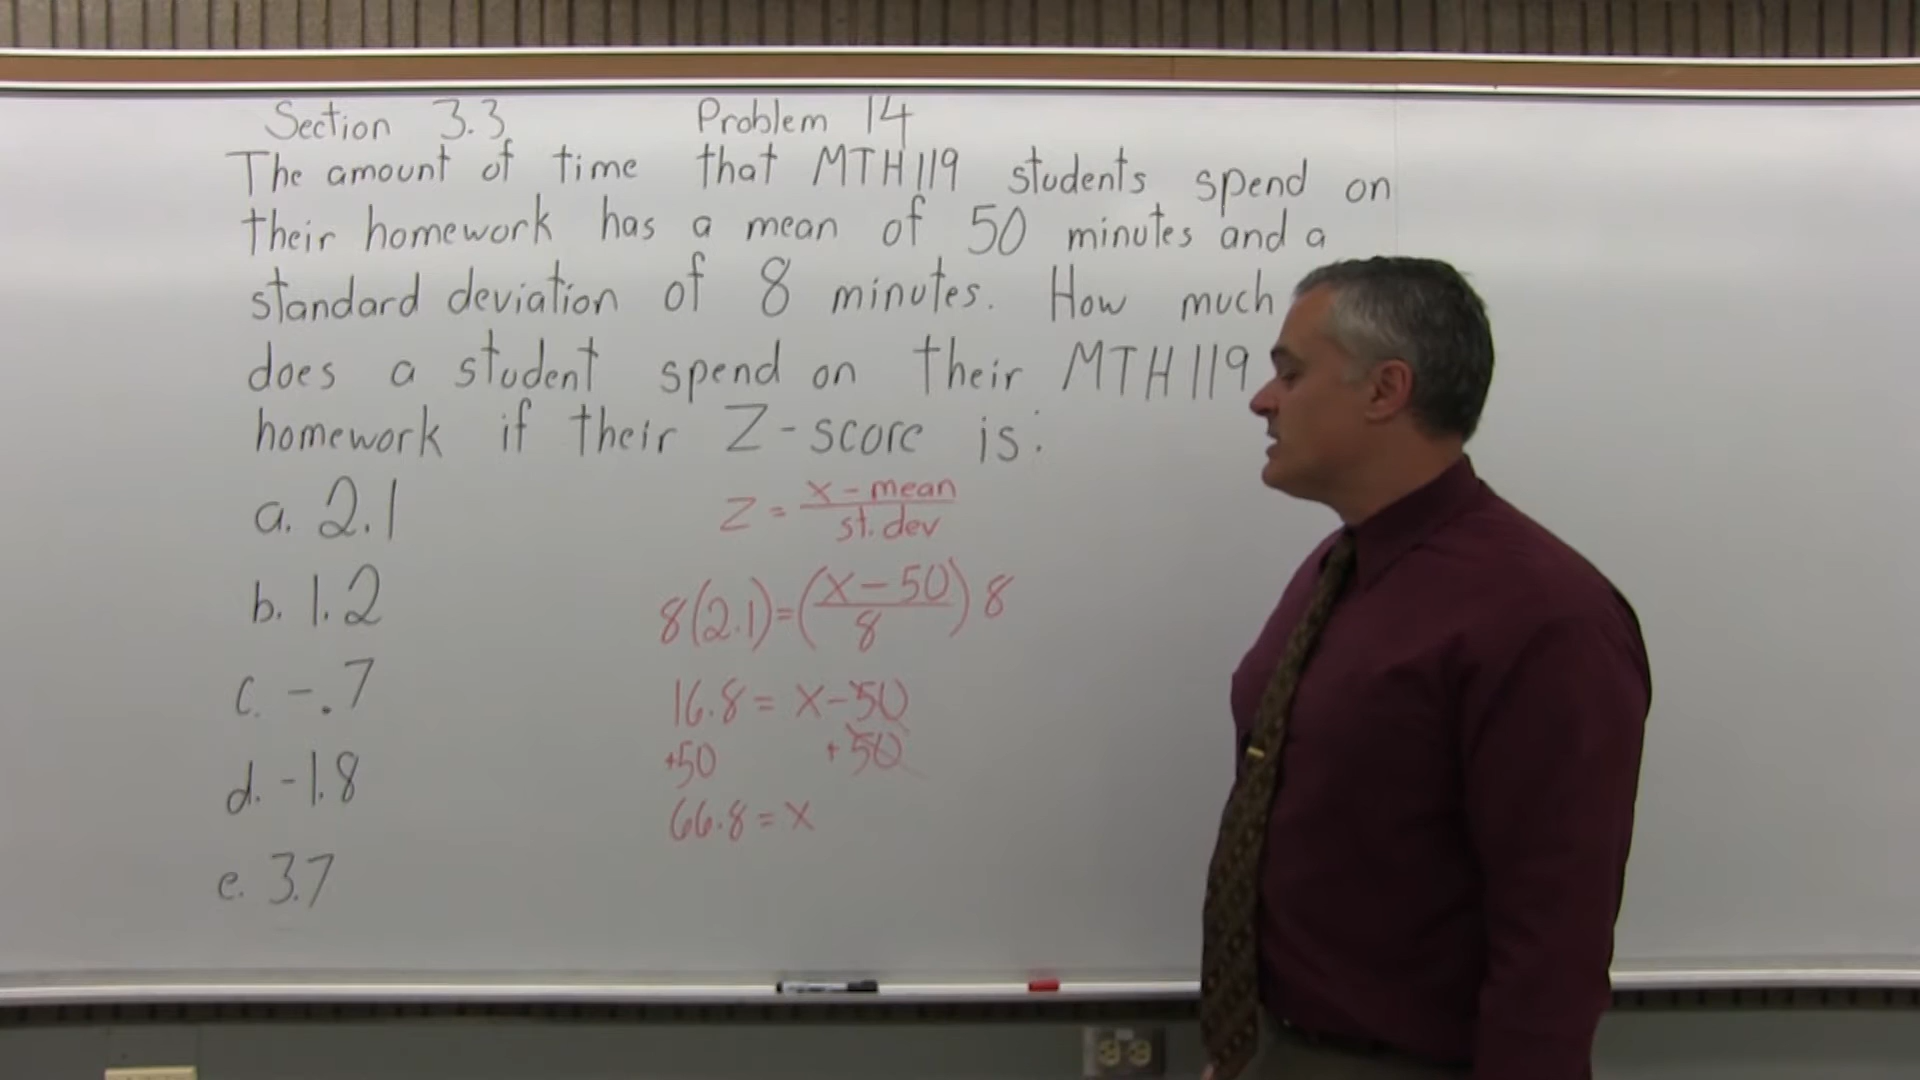 Section 3.3 Problem 14
The amount of time that MTH119 students spend on
their homework has a mean of 50 minutes and a
standard deviation of 8 minutes. How much
does a student spend on their MTH119
homework if their Z-score is:
a. 2.1
b. 1.2
c. -.7
d. -1.8
e. 3.7
Z = x - mean
st. dev
8(2.1)=(x-50)8
8
16.8 = x-50
+50 +50
66.8 = x